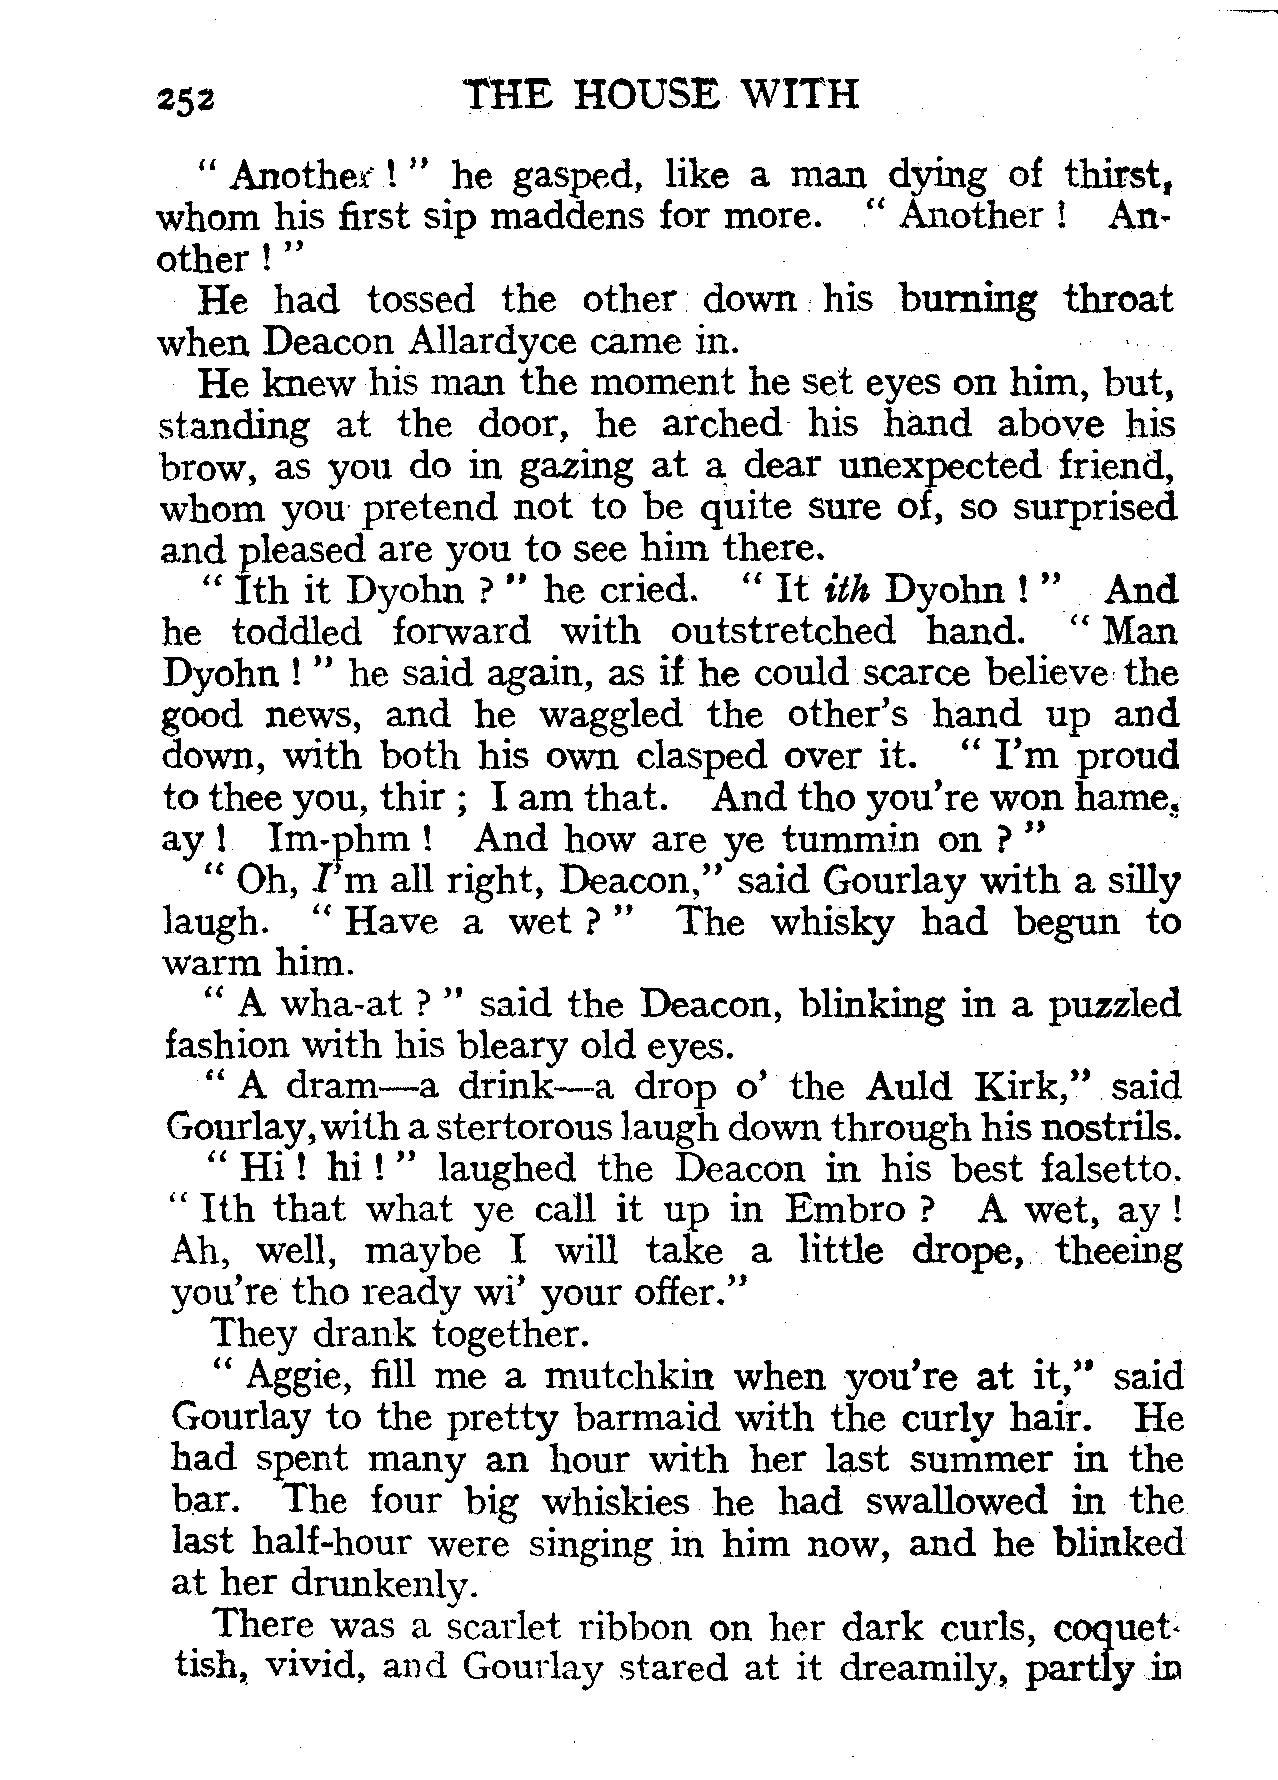 252 THE HOUSE WITH
" Another ! " he gasped, like a man dying of thirst,
whom his first sip maddens for more. " Another ! An-
other ! "
He had tossed the other down his burning throat
when Deacon Allardyce came in.
He knew his man the moment he set eyes on him, but,
standing at the door, he arched his hand above his
brow, as you do in gazing at a dear unexpected friend,
whom you pretend not to be quite sure of, so surprised
and pleased are you to see him there.
" Ith it Dyohn ? " he cried. " It ith Dyohn ! " And
he toddled forward with outstretched hand. " Man
Dyohn ! " he said again, as if he could scarce believe the
good news, and he waggled the other's hand up and
down, with both his own clasped over it. " I'm proud
to thee you, thir ; I am that. And tho you're won hame,
ay ! Im-phm ! And how are ye tummin on ? "
" Oh, I'm all right, Deacon," said Gourlay with a silly
laugh. " Have a wet ? " The whisky had begun to
warm him.
" A wha-at ? " said the Deacon, blinking in a puzzled
fashion with his bleary old eyes.
" A dram—a drink—a drop o' the Auld Kirk," said
Gourlay, with a stertorous laugh down through his nostrils.
" Hi ! hi ! " laughed the Deacon in his best falsetto.
" Ith that what ye call it up in Embro ? A wet, ay !
Ah, well, maybe I will take a little drope, theeing
you're tho ready wi' your offer."
They drank together.
" Aggie, fill me a mutchkin when you're at it," said
Gourlay to the pretty barmaid with the curly hair. He
had spent many an hour with her last summer in the
bar. The four big whiskies he had swallowed in the
last half-hour were singing in him now, and he blinked
at her drunkenly.
There was a scarlet ribbon on her dark curls, coquet-
tish, vivid, and Gourlay stared at it dreamily, partly in